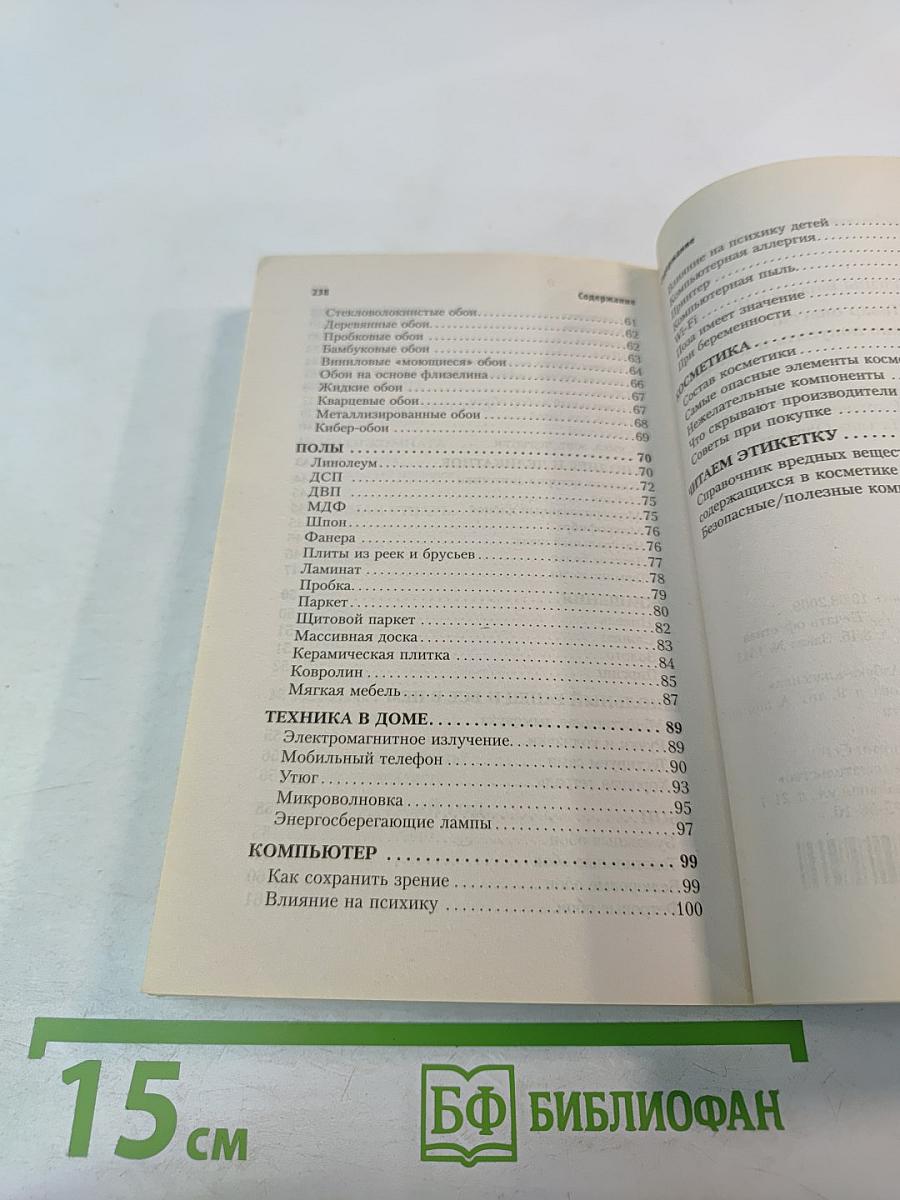 238
Содержание
Стекловолокнистые обои.......................61
Деревянные обои.......................62
Пробковые обои.......................62
Бамбуковые обои.......................63
Виниловые «моющиеся» обои.......................64
Обои на основе флизелина.......................66
Жидкие обои.......................67
Кварцевые обои.......................67
Металлизированные обои.......................68
Кибер-обои.......................69
ПОЛЫ.......................70
Линолеум.......................70
ДСП.......................72
ДВП.......................75
МДФ.......................75
Шпон.......................76
Фанера.......................76
Плиты из реек и брусьев.......................77
Ламинат.......................78
Пробка.......................79
Паркет.......................80
Щитовой паркет.......................82
Массивная доска.......................83
Керамическая плитка.......................84
Ковролин.......................85
Мягкая мебель.......................87
ТЕХНИКА В ДОМЕ.......................89
Электромагнитное излучение.......................89
Мобильный телефон.......................90
Утюг.......................93
Микроволновка.......................95
Энергосберегающие лампы.......................97
КОМПЬЮТЕР.......................99
Как сохранить зрение.......................99
Влияние на психику.......................100
Влияние на психику детей
Компьютерная аллергия
Принтер
Компьютерная пыль
Wi-Fi
Поза имеет значение
При беременности
КОСМЕТИКА
Состав косметики
Самые опасные элементы косм
Нежелательные компоненты
Что скрывают производители
Советы при покупке
ЧИТАЕМ ЭТИКЕТКУ
Справочник вредных вещест
содержащихся в косметике
Безопасные/полезные ком
15 см
БФ БИБЛИОФАН